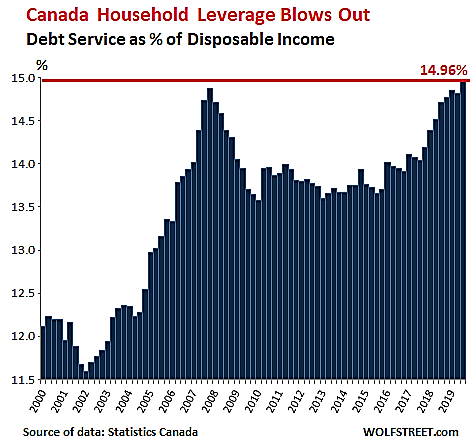 Canada Household Leverage Blows Out
Debt Service as % of Disposable Income
%
14.96%
15.0
14.5
14.0
13.5
13.0
12.5
12.0
11.5
2000 2001 2002 2003 2004 2005 2006 2007 2008 2009 2010 2011 2012 2013 2014 2015 2016 2017 2018 2019
Source of data: Statistics Canada WOLFSTREET.com